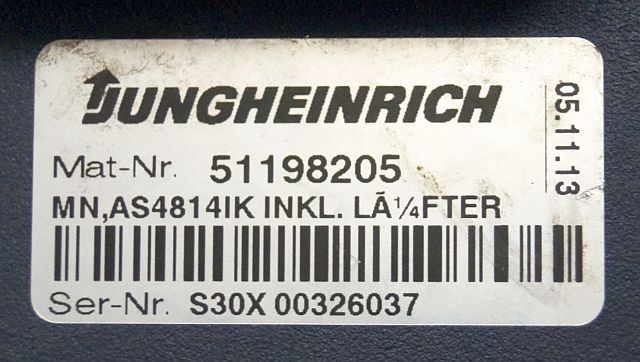 JUNGHEINRICH
05.11.13
Mat-Nr. 51198205
MN,AS4814IK INKL. LÃ¼FTER
Ser-Nr. S30X 00326037